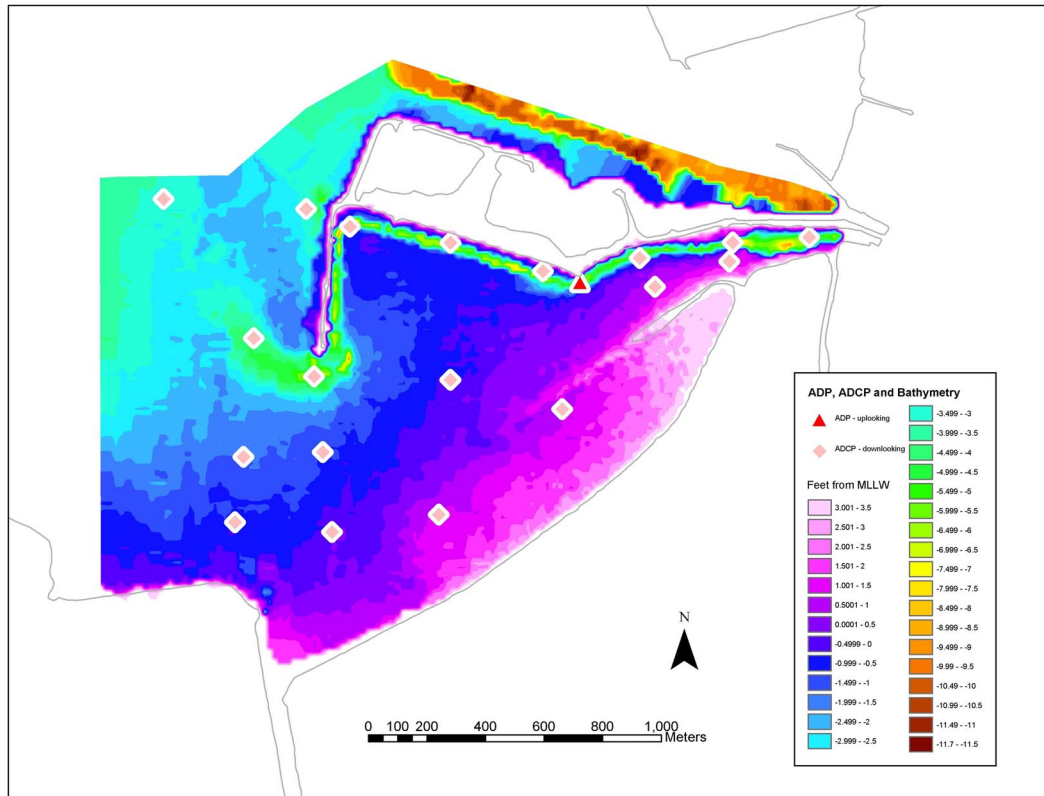 ADP, ADCP and Bathymetry
ADP - uplooking
ADCP - downlooking
Feet from MLLW
3.001 - 3.5
2.501 - 3
2.001 - 2.5
1.501 - 2
1.001 - 1.5
0.5001 - 1
0.0001 - 0.5
-0.4999 - 0
-0.999 - -0.5
-1.499 - -1
-1.999 - -1.5
-2.499 - -2
-2.999 - -2.5
-3.499 - -3
-3.999 - -3.5
-4.499 - -4
-4.999 - -4.5
-5.499 - -5
-5.999 - -5.5
-6.499 - -6
-6.999 - -6.5
-7.499 - -7
-7.999 - -7.5
-8.499 - -8
-8.999 - -8.5
-9.499 - -9
-9.99 - -9.5
-10.49 - -10
-10.99 - -10.5
-11.49 - -11
-11.7 - -11.5
N
0 100 200 400 600 800 1,000
Meters